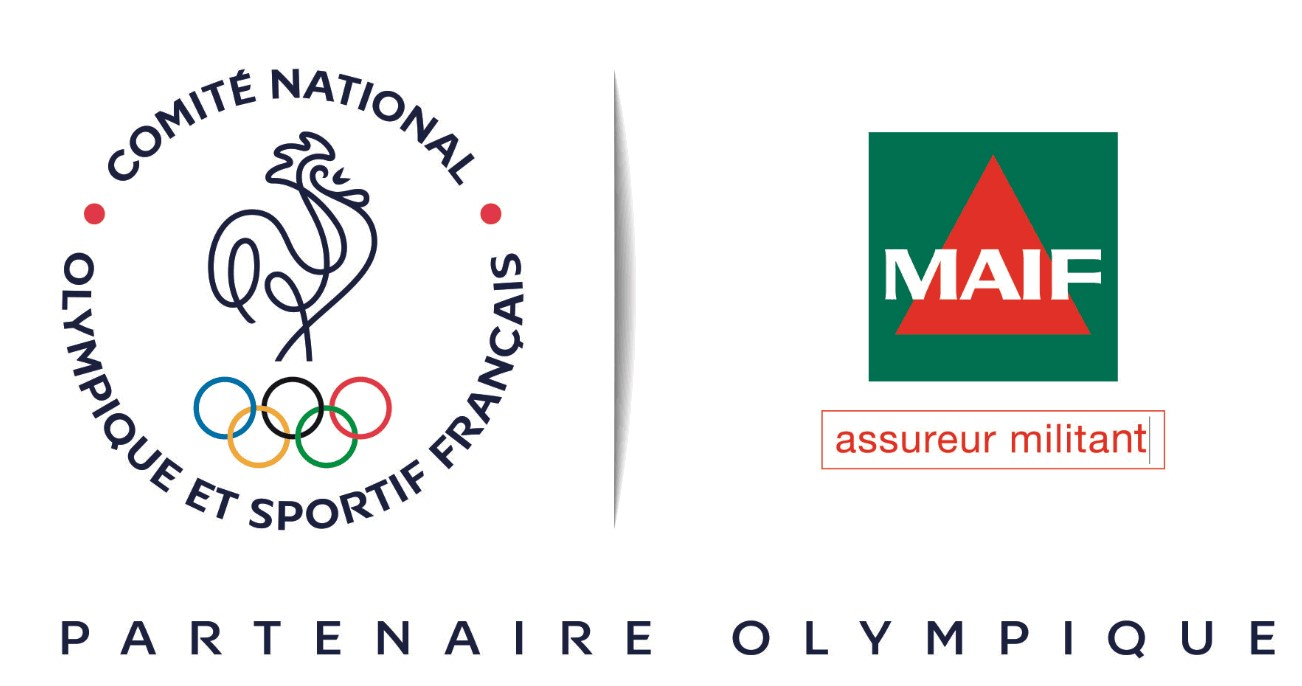 COMITÉ NATIONAL
OLYMPIQUE ET SPORTIF FRANÇAIS
MAIF
assureur militant
PARTENAIRE OLYMPIQUE